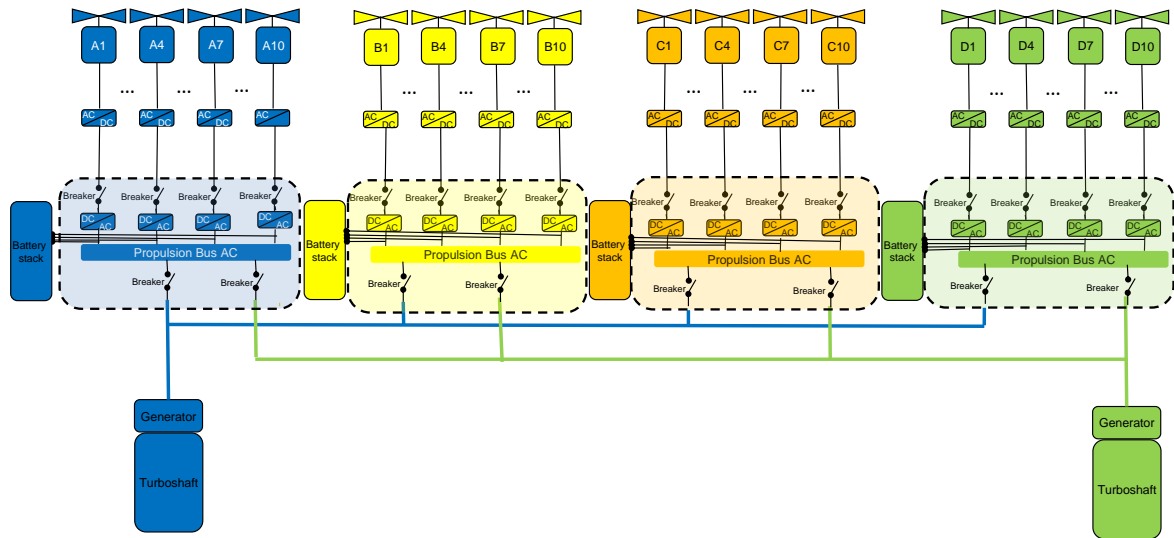 A1 A4 A7 A10 B1 B4 B7 B10 C1 C4 C7 C10 D1 D4 D7 D10
... ... ... ... ... ... ... ... ... ... ... ...
AC AC AC AC AC AC AC AC AC AC AC AC AC AC AC AC
DC DC DC DC DC DC DC DC DC DC DC DC DC DC DC
Breaker Breaker Breaker Breaker Breaker Breaker Breaker Breaker Breaker Breaker Breaker Breaker Breaker Breaker Breaker Breaker
DC DC DC DC DC DC DC DC DC DC DC DC DC DC DC DC
AC AC AC AC AC AC AC AC AC AC AC AC AC AC AC AC
Battery Battery Battery Battery
stack stack stack stack
Propulsion Bus AC Propulsion Bus AC Propulsion Bus AC Propulsion Bus AC
Breaker Breaker Breaker Breaker Breaker Breaker Breaker Breaker
Generator Generator
Turboshaft Turboshaft